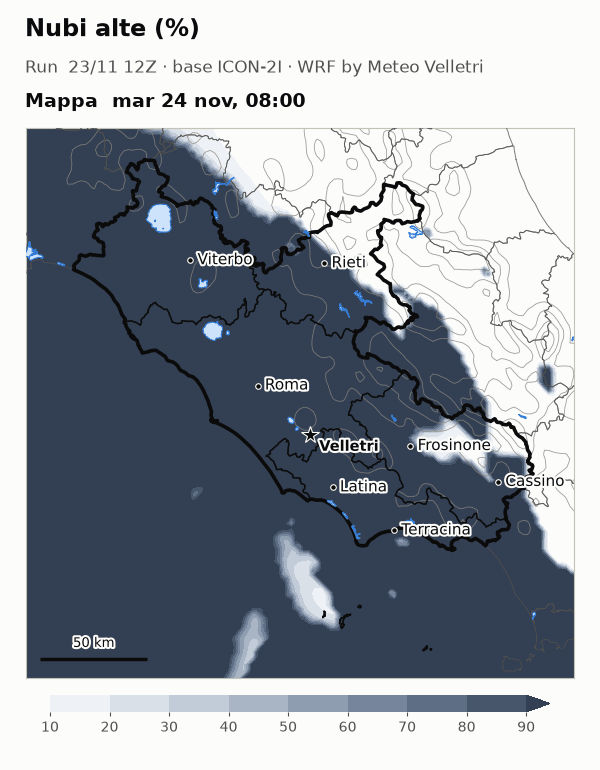 Nubi alte (%)
Run 23/11 12Z · base ICON-2I · WRF by Meteo Velletri
Mappa mar 24 nov, 08:00
Viterbo
Rieti
Roma
Velletri
Frosinone
Cassino
Latina
Terracina
50 km
10 20 30 40 50 60 70 80 90